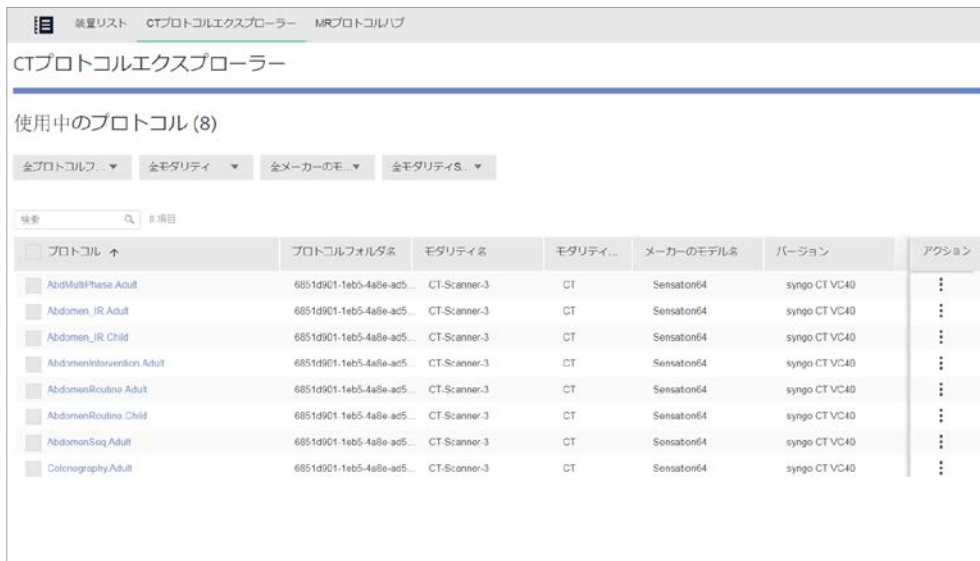 装置リスト CTプロトコルエクスプローラー MRプロトコルハブ
CTプロトコルエクスプローラー
使用中のプロトコル (8)
全プロトコルフ... 全モダリティ 全メーカーのモ... 全モダリティS...
検索 8 項目
プロトコル ↑ プロトコルフォルダ名 モダリティ名 モダリティ... メーカーのモデル名 バージョン アクション
AbdMultiPhase.Adult 6851d901-1eb5-4a8e-ad5... CT-Scanner-3 CT Sensation64 syngo CT VC40
Abdomen_IR.Adult 6851d901-1eb5-4a8e-ad5... CT-Scanner-3 CT Sensation64 syngo CT VC40
Abdomen_IR.Child 6851d901-1eb5-4a8e-ad5... CT-Scanner-3 CT Sensation64 syngo CT VC40
AbdomenIntervention.Adult 6851d901-1eb5-4a8e-ad5... CT-Scanner-3 CT Sensation64 syngo CT VC40
AbdomenRoutine.Adult 6851d901-1eb5-4a8e-ad5... CT-Scanner-3 CT Sensation64 syngo CT VC40
AbdomenRoutine.Child 6851d901-1eb5-4a8e-ad5... CT-Scanner-3 CT Sensation64 syngo CT VC40
AbdomenSeq.Adult 6851d901-1eb5-4a8e-ad5... CT-Scanner-3 CT Sensation64 syngo CT VC40
Colonography.Adult 6851d901-1eb5-4a8e-ad5... CT-Scanner-3 CT Sensation64 syngo CT VC40